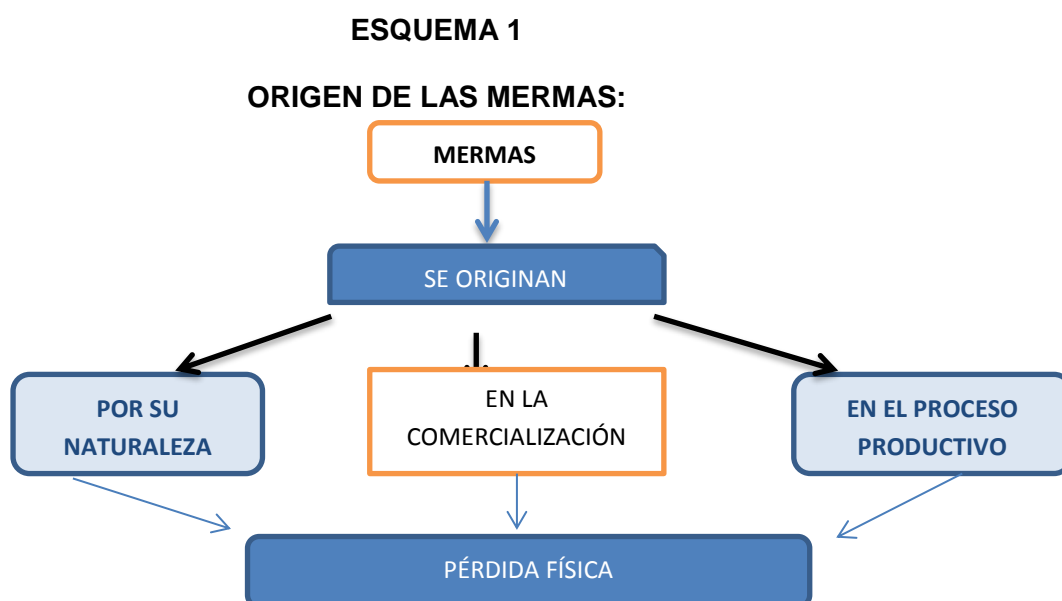 ESQUEMA 1
ORIGEN DE LAS MERMAS:
MERMAS
SE ORIGINAN
POR SU
NATURALEZA
EN LA
COMERCIALIZACIÓN
EN EL PROCESO
PRODUCTIVO
PÉRDIDA FÍSICA